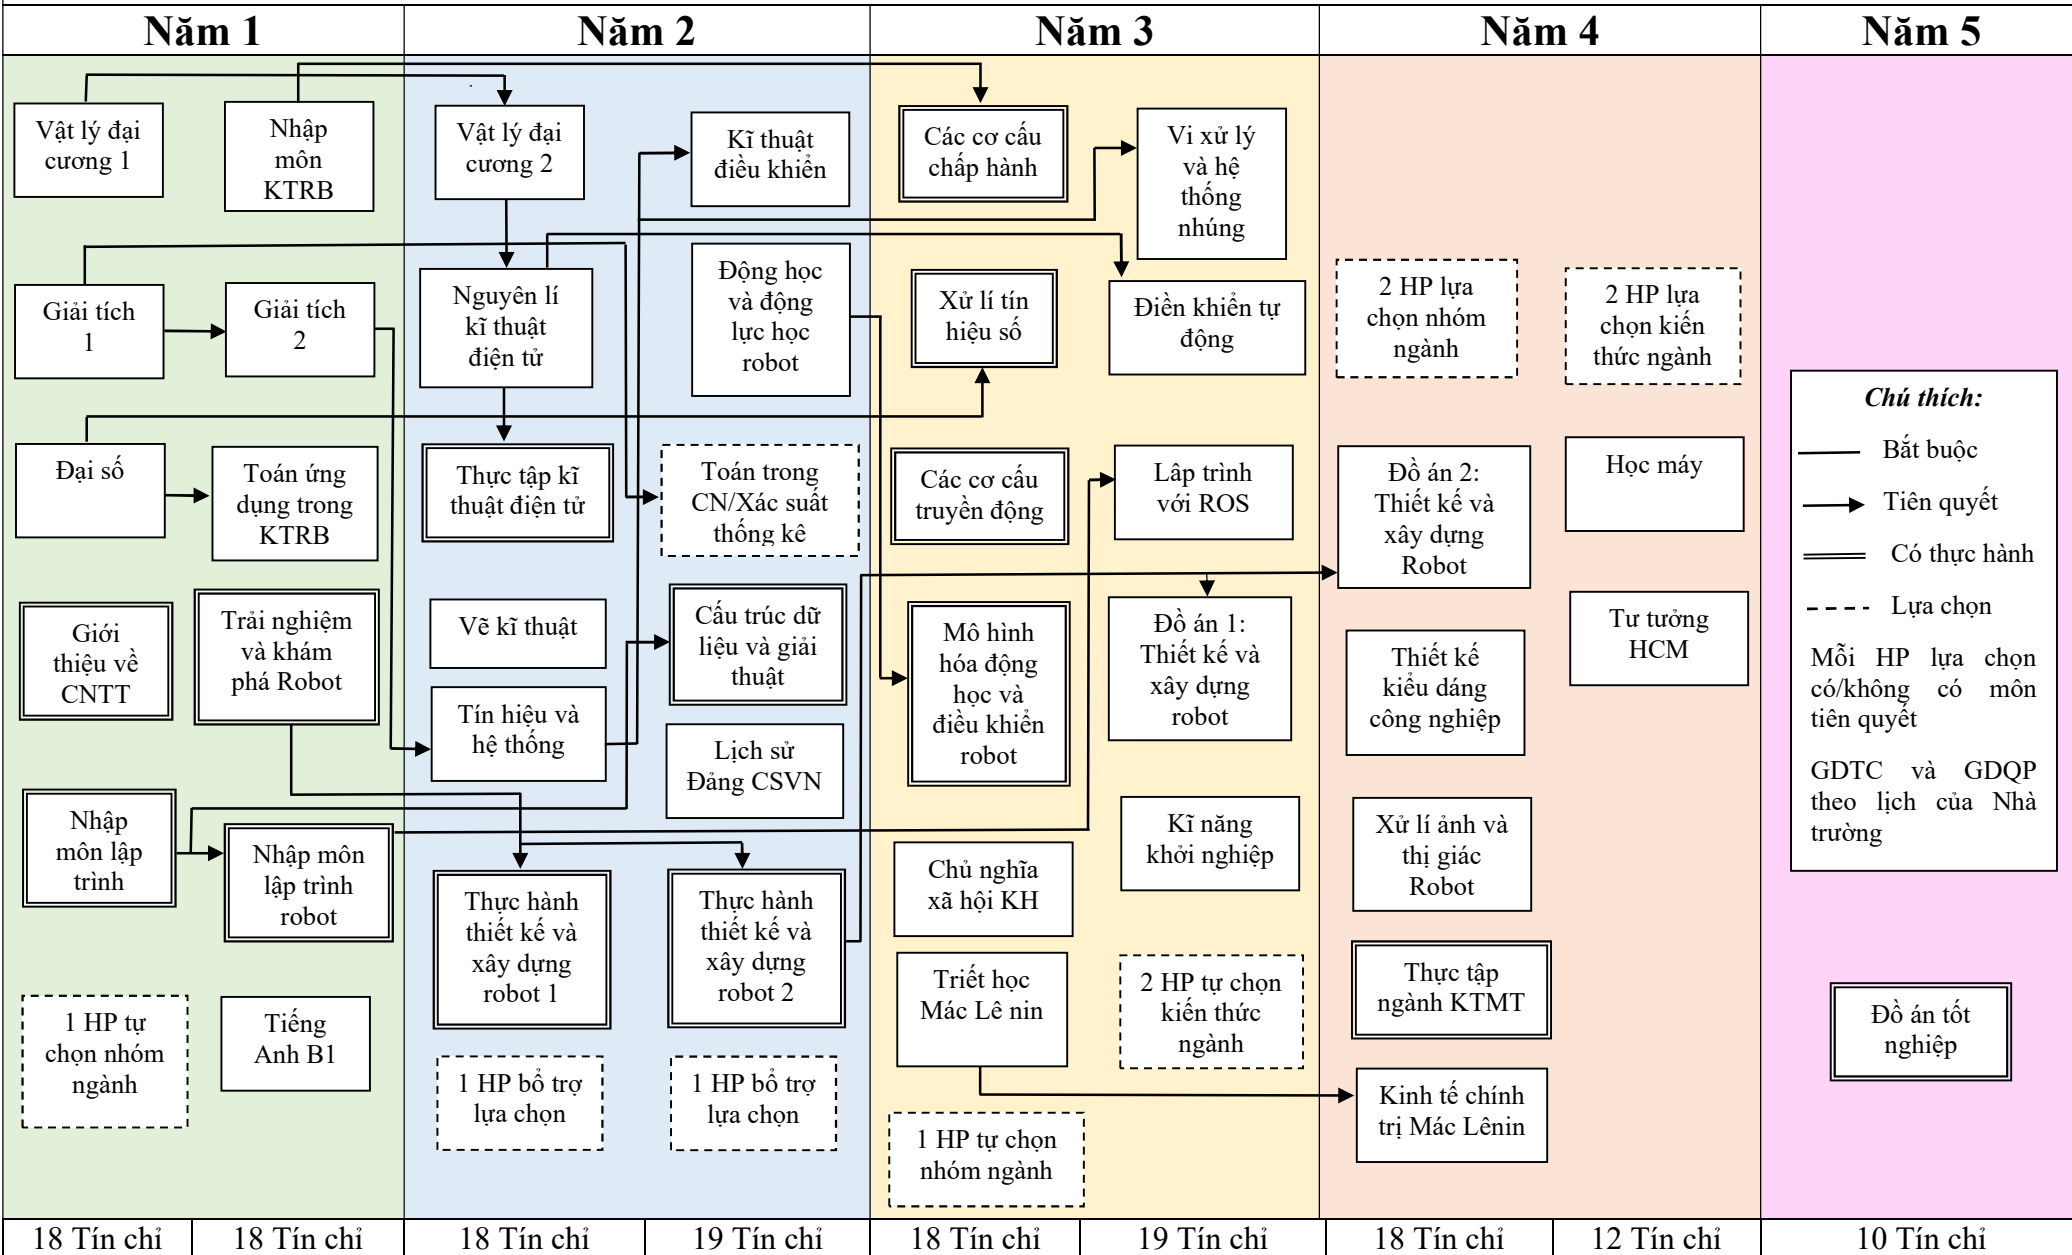 Năm 1
Năm 2
Năm 3
Năm 4
Năm 5
Vật lý đại
cương 1
Nhập
môn
KTRB
Giải tích
1
Giải tích
2
Đại số
Toán ứng
dụng trong
KTRB
Giới
thiệu về
CNTT
Trải nghiệm
và khám
phá Robot
Nhập
môn lập
trình
Nhập môn
lập trình
robot
1 HP tự
chọn nhóm
ngành
Tiếng
Anh B1
Vật lý đại
cương 2
Kĩ thuật
điều khiển
Nguyên lí
kĩ thuật
điện tử
Động học
và động
lực học
robot
Thực tập kĩ
thuật điện tử
Toán trong
CN/Xác suất
thống kê
Vẽ kĩ thuật
Cấu trúc dữ
liệu và giải
thuật
Tín hiệu và
hệ thống
Lịch sử
Đảng CSVN
Thực hành
thiết kế và
xây dựng
robot 1
Thực hành
thiết kế và
xây dựng
robot 2
1 HP bổ trợ
lựa chọn
1 HP bổ trợ
lựa chọn
Các cơ cấu
chấp hành
Vi xử lý
và hệ
thống
nhúng
Xử lí tín
hiệu số
Điền khiển tự
động
Các cơ cấu
truyền động
Lâp trình
với ROS
Mô hình
hóa động
học và
điều khiển
robot
Đồ án 1:
Thiết kế và
xây dựng
robot
Chủ nghĩa
xã hội KH
Kĩ năng
khởi nghiệp
Triết học
Mác Lê nin
2 HP tự chọn
kiến thức
ngành
1 HP tự chọn
nhóm ngành
2 HP lựa
chọn nhóm
ngành
2 HP lựa
chọn kiến
thức ngành
Đồ án 2:
Thiết kế và
xây dựng
Robot
Học máy
Thiết kế
kiểu dáng
công nghiệp
Tư tưởng
HCM
Xử lí ảnh và
thị giác
Robot
Thực tập
ngành KTMT
Kinh tế chính
trị Mác Lênin
Chú thích:
Bắt buộc
Tiên quyết
Có thực hành
Lựa chọn
Mỗi HP lựa chọn
có/không có môn
tiên quyết
GDTC và GDQP
theo lịch của Nhà
trường
Đồ án tốt
nghiệp
18 Tín chỉ
18 Tín chỉ
18 Tín chỉ
19 Tín chỉ
18 Tín chỉ
19 Tín chỉ
18 Tín chỉ
12 Tín chỉ
10 Tín chỉ